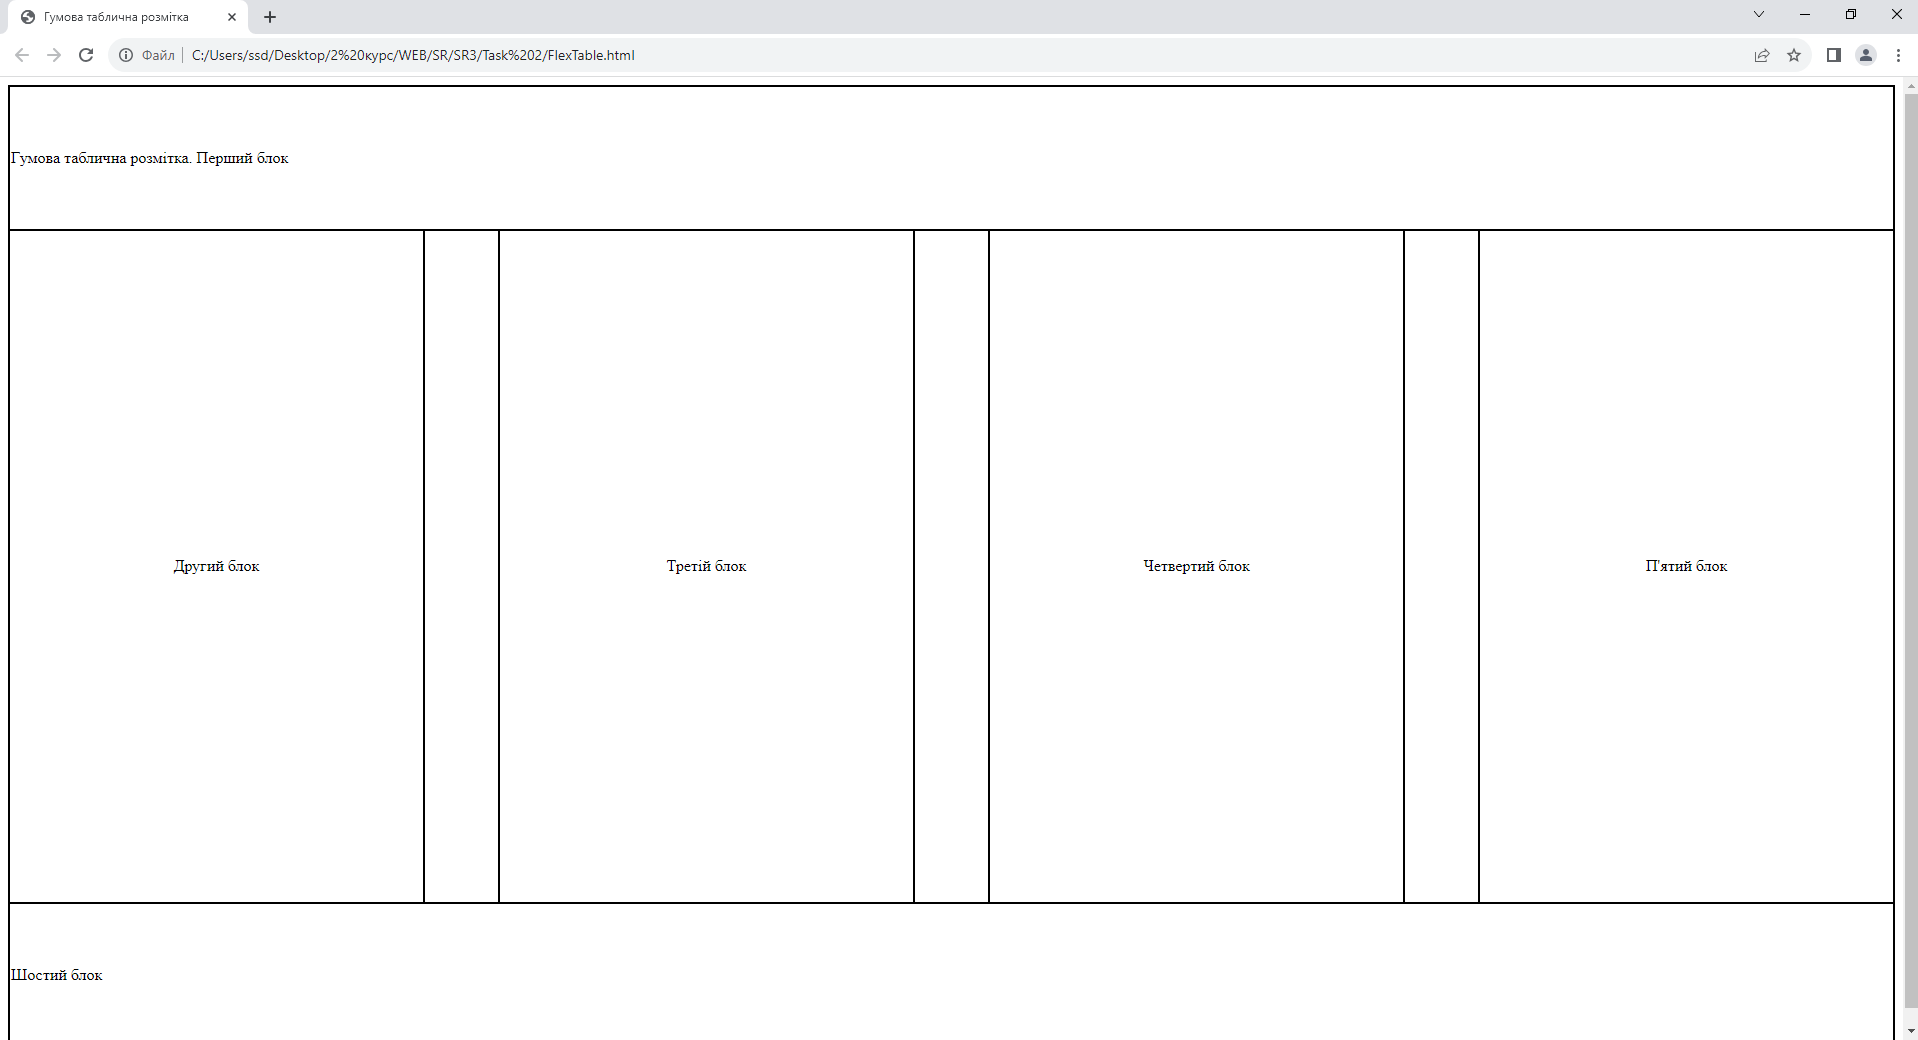 Гумова таблична розмітка
Файл C:/Users/ssd/Desktop/2%20курс/WEB/SR/SR3/Task%202/FlexTable.html
Гумова таблична розмітка. Перший блок
Другий блок
Третій блок
Четвертий блок
П'ятий блок
Шостий блок